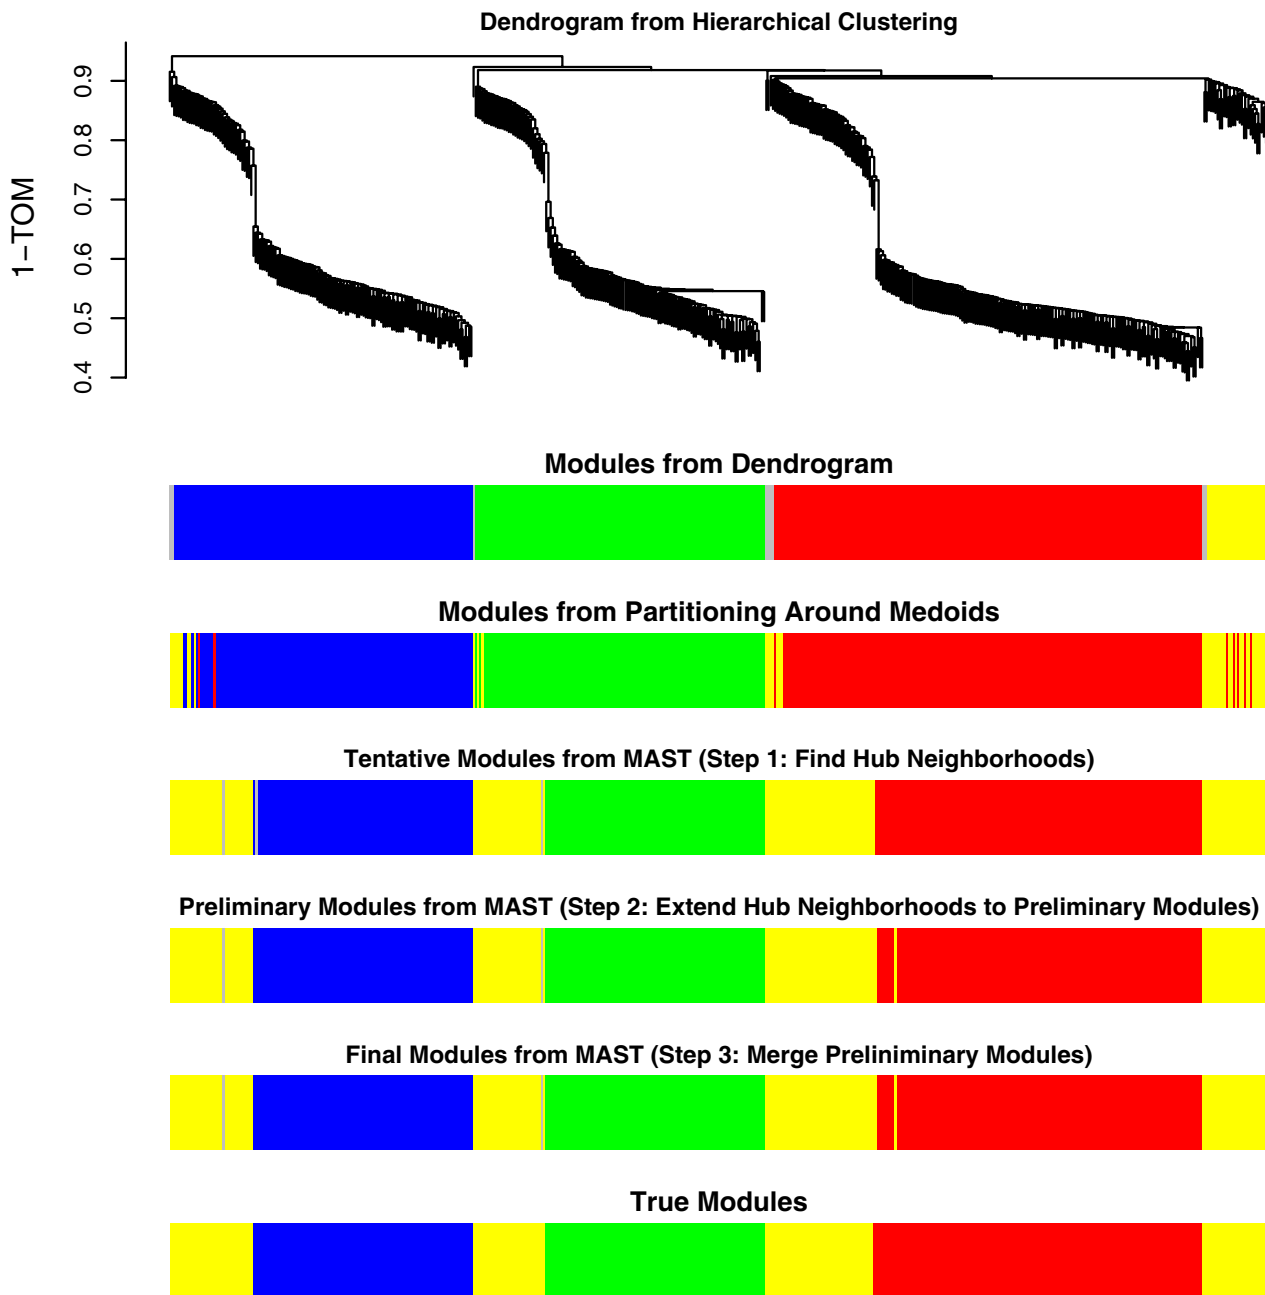 Dendrogram from Hierarchical Clustering
1−TOM
0.9
0.8
0.7
0.6
0.5
0.4
Modules from Dendrogram
Modules from Partitioning Around Medoids
Tentative Modules from MAST (Step 1: Find Hub Neighborhoods)
Preliminary Modules from MAST (Step 2: Extend Hub Neighborhoods to Preliminary Modules)
Final Modules from MAST (Step 3: Merge Preliniminary Modules)
True Modules